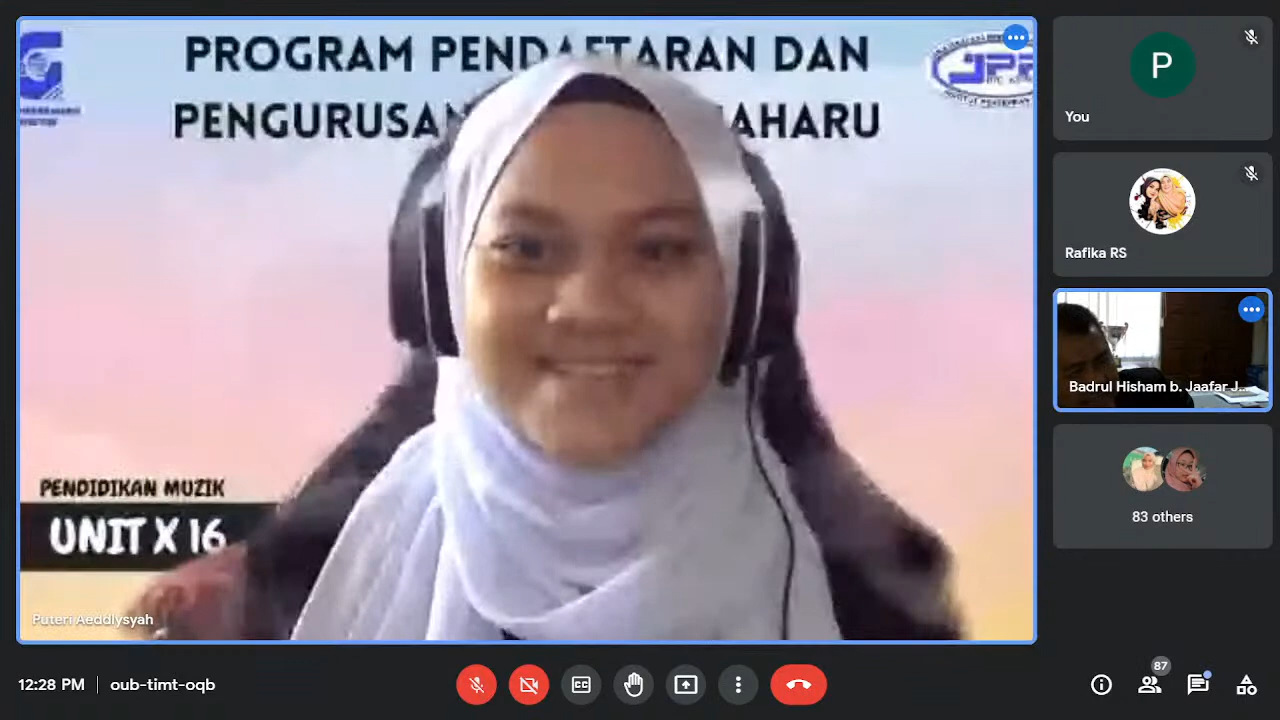 PROGRAM PENDAFTARAN DAN
PENGURUSAN AHARU
PENDIDIKAN MUZIK
UNIT X 16
Puteri Aeddlysyah
P
You
Rafika RS
Badrul Hisham b. Jaafar J...
83 others
12:28 PM | oub-timt-oqb
CC
87